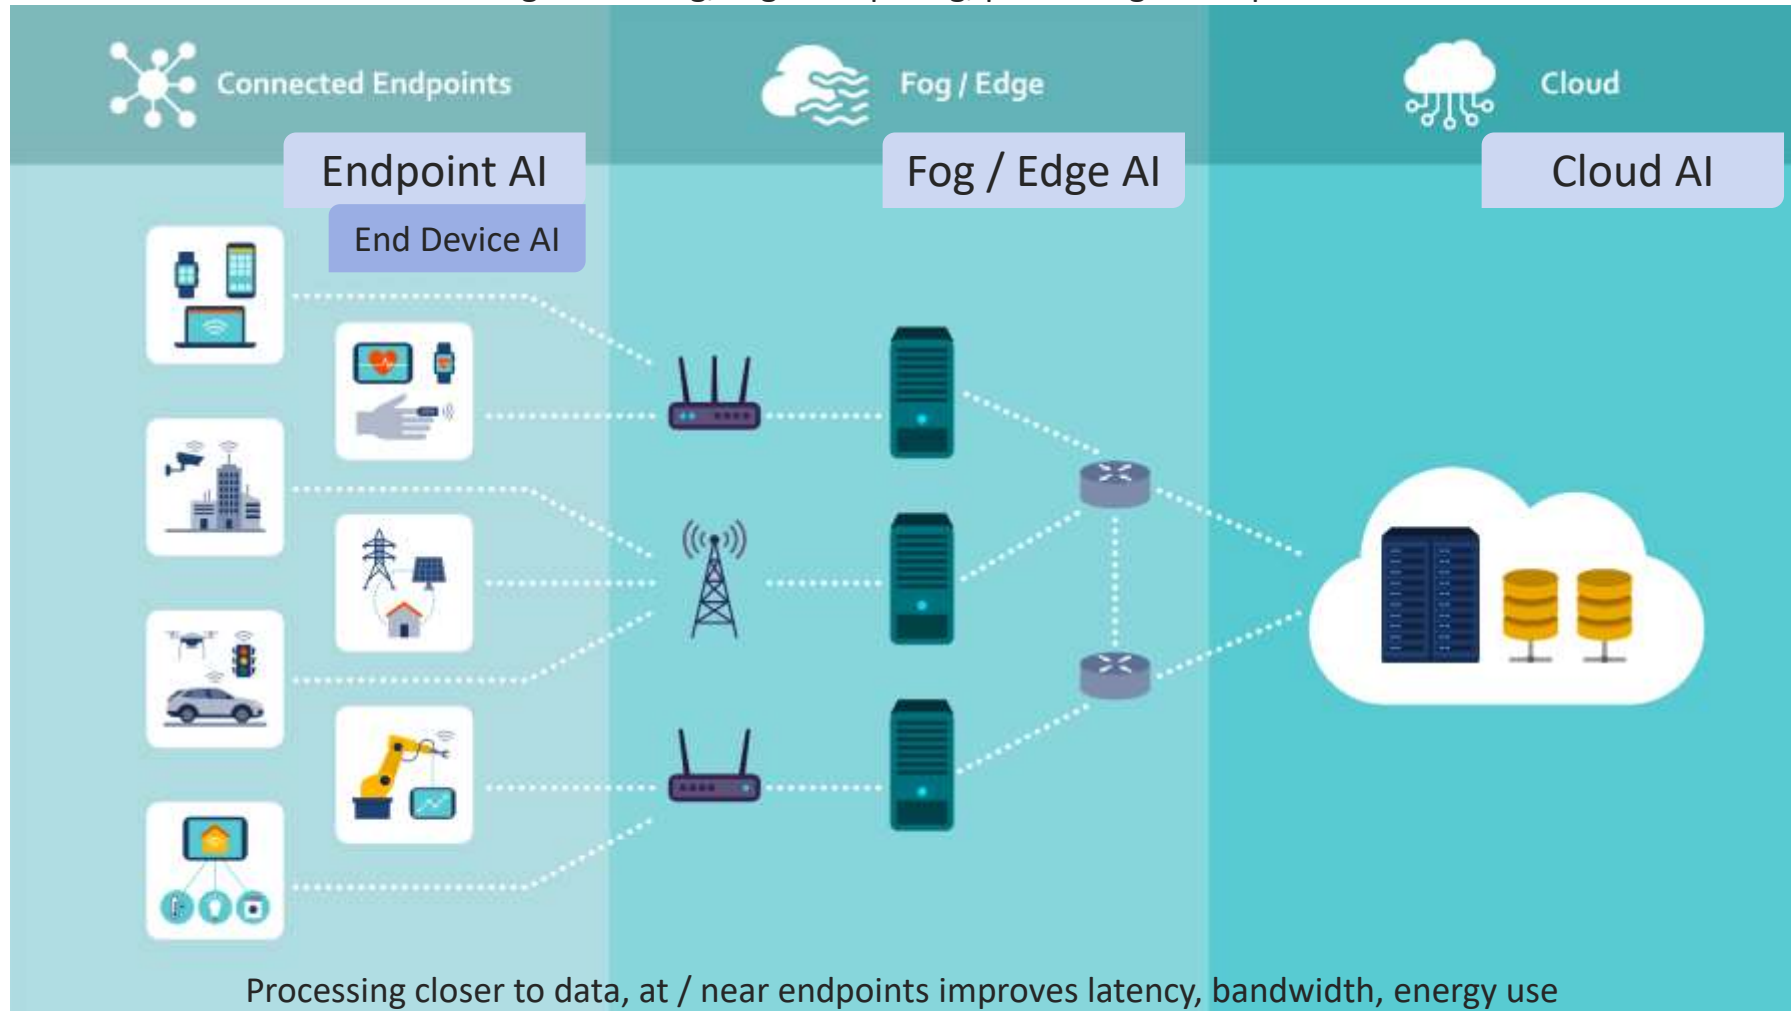 Connected Endpoints
Fog / Edge
Cloud
Endpoint AI
Fog / Edge AI
Cloud AI
End Device AI
Processing closer to data, at / near endpoints improves latency, bandwidth, energy use